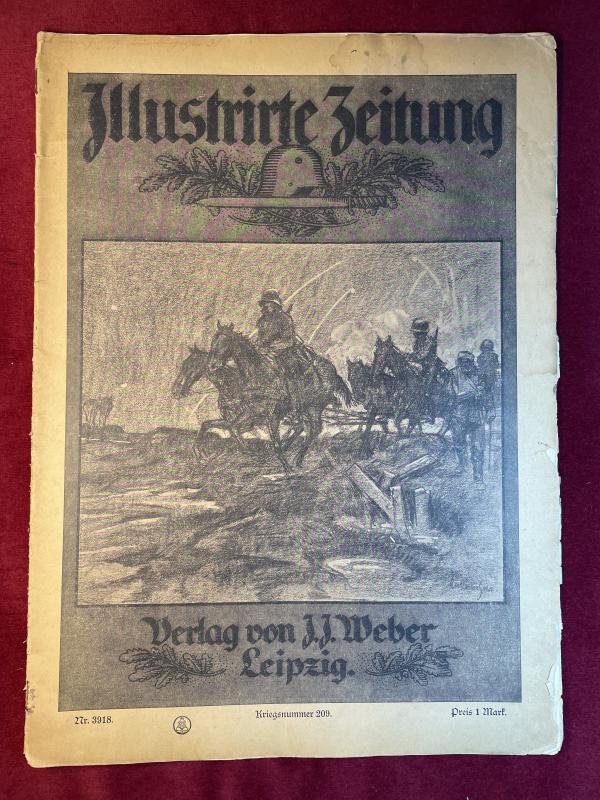 Illustrirte Zeitung
Verlag von J.J. Weber
Leipzig.
Nr. 3918.
Kriegsnummer 209.
Preis 1 Mark.